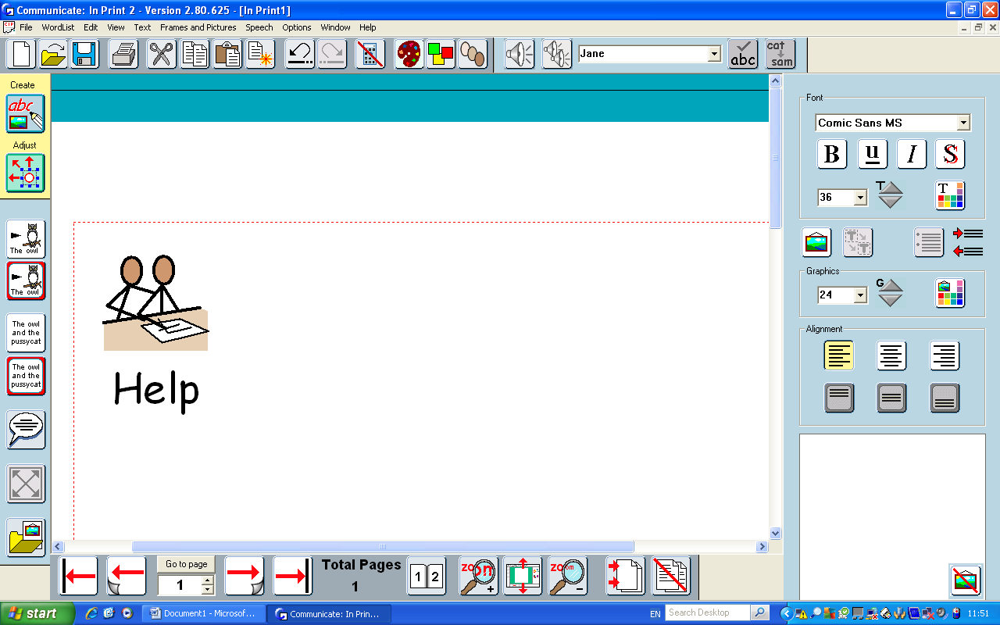 Communicate: In Print 2 - Version 2.80.625 - [In Print1]
File WordList Edit View Text Frames and Pictures Speech Options Window Help
Jane
abc
cat
sam
Create
abc
Adjust
The owl
The owl
The owl
and the
pussycat
The owl
and the
pussycat
Help
Font
Comic Sans MS
B u I S
36
T
T
Graphics
24
G
Alignment
Go to page
1
Total Pages
1
1 2
zoom
+
zoom
-
start
Document1 - Microsof...
Communicate: In Prin...
EN
Search Desktop
11:51